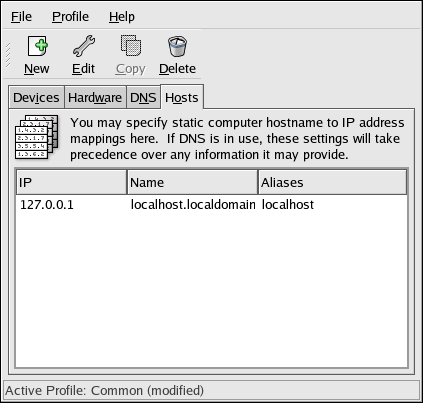 File Profile Help
New Edit Copy Delete
Devices Hardware DNS Hosts
You may specify static computer hostname to IP address
mappings here. If DNS is in use, these settings will take
precedence over any information it may provide.
IP Name Aliases
127.0.0.1 localhost.localdomain localhost
Active Profile: Common (modified)